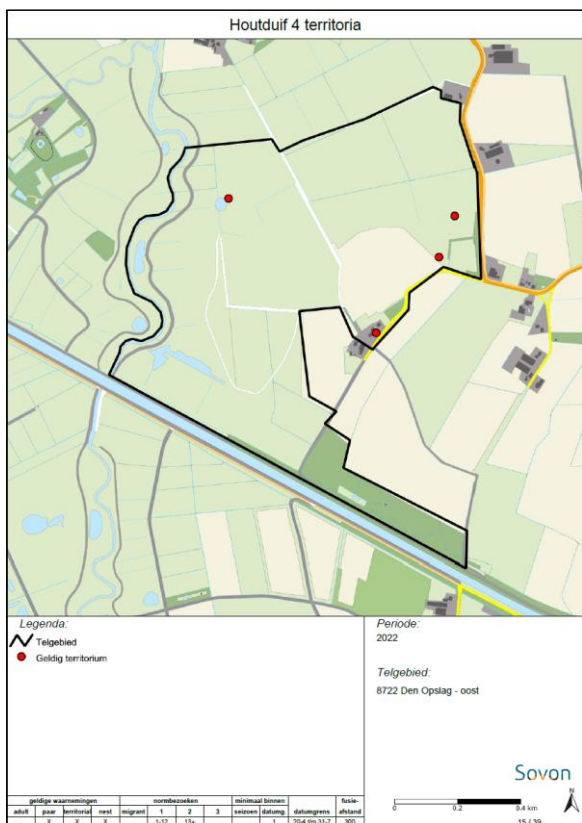 Houtduif 4 territoria
Legenda:
Telgebied
Geldig territorium
Periode:
2022
Telgebied:
8722 Den Opslag - oost
Sovon
N
0 0.2 0.4 km
15 / 39
geldige waarnemingen normbezoeken minimaal binnen fusie-
adult paar territoriaal nest migrant 1 2 3 seizoen datumg. datumgrens afstand
X X X 1-12 13+ 1 20-4 t/m 31-7 300